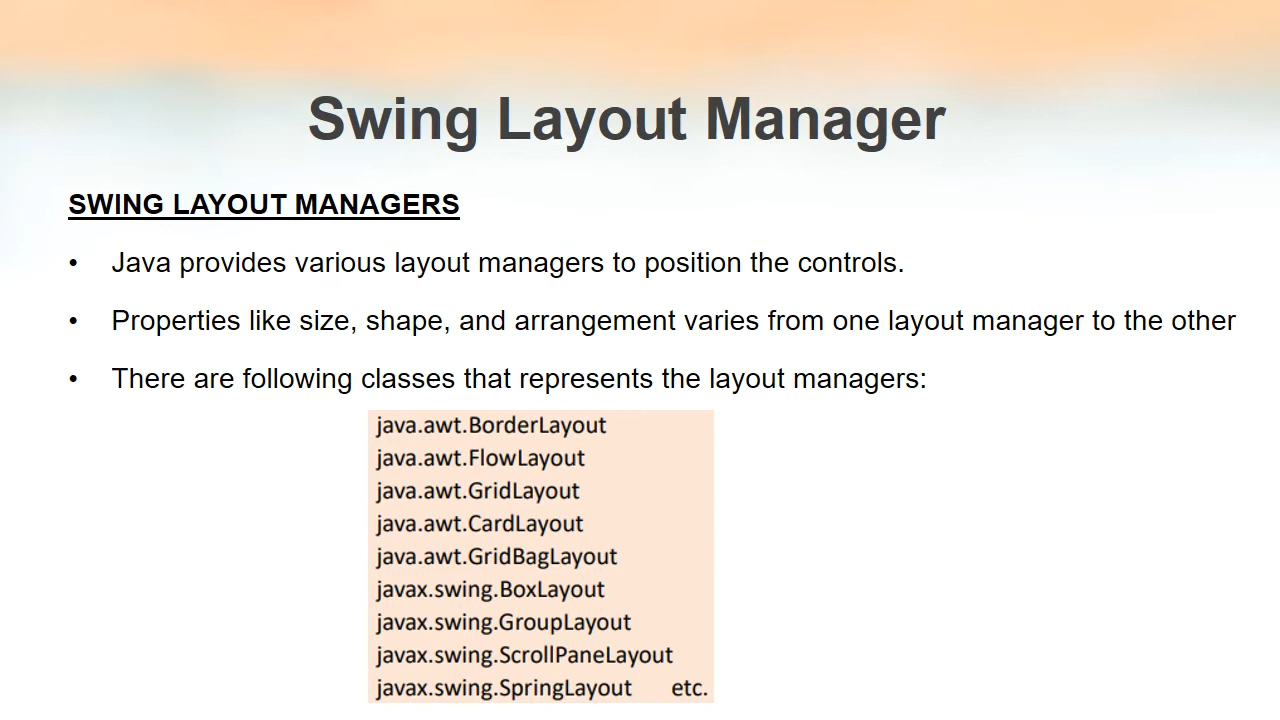 Swing Layout Manager
SWING LAYOUT MANAGERS
• Java provides various layout managers to position the controls.
• Properties like size, shape, and arrangement varies from one layout manager to the other
• There are following classes that represents the layout managers:
java.awt.BorderLayout
java.awt.FlowLayout
java.awt.GridLayout
java.awt.CardLayout
java.awt.GridBagLayout
javax.swing.BoxLayout
javax.swing.GroupLayout
javax.swing.ScrollPaneLayout
javax.swing.SpringLayout etc.